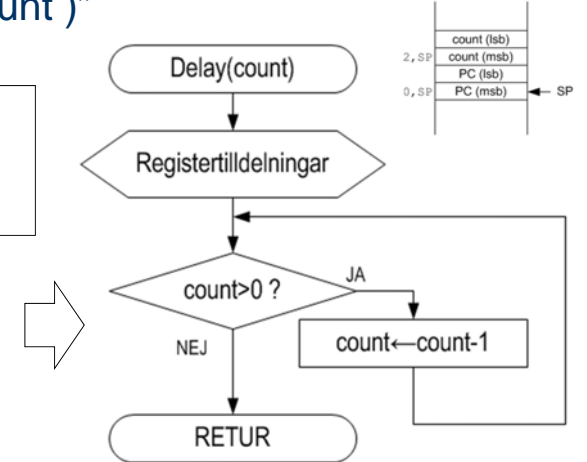 unt )"
count (lsb)
2,SP count (msb)
PC (lsb)
0,SP PC (msb) SP
Delay(count)
Registertilldelningar
count>0 ?
JA
count←count-1
NEJ
RETUR